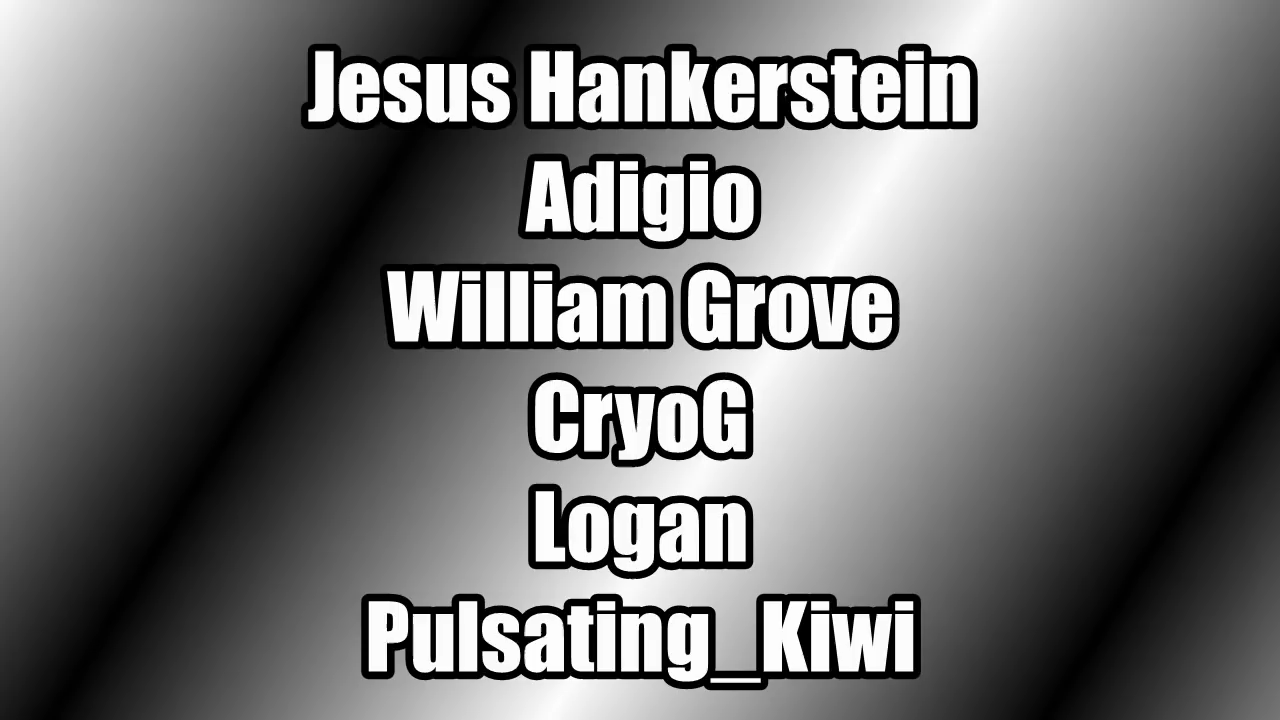 Jesus Hankerstein
Adigio
William Grove
CryoG
Logan
Pulsating_Kiwi